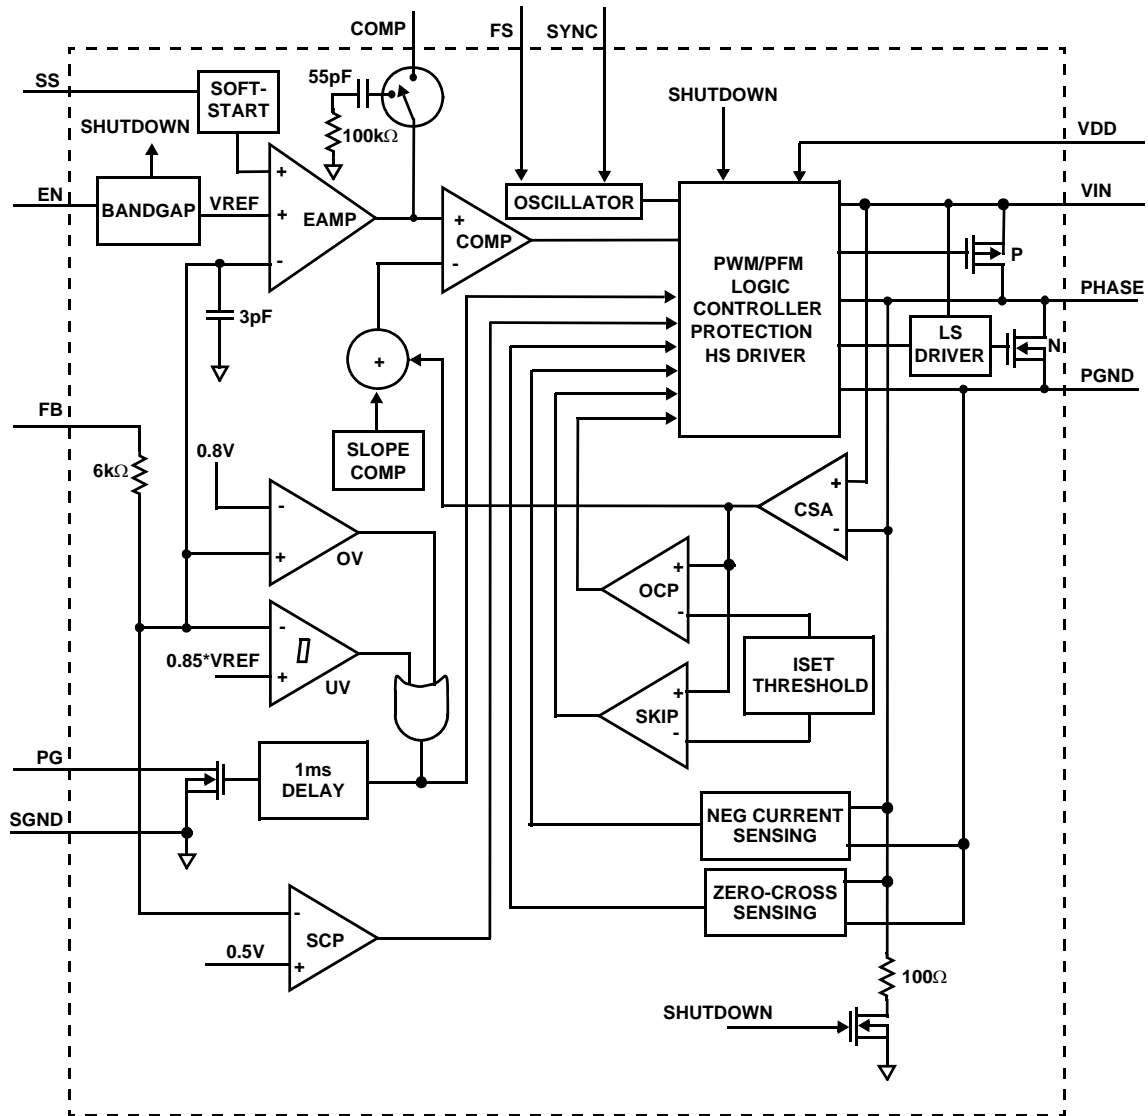 COMP
FS
SYNC
SS
SOFT-
START
55pF
100kΩ
SHUTDOWN
SHUTDOWN
VDD
EN
BANDGAP
VREF
+
+
-
EAMP
+
-
COMP
OSCILLATOR
VIN
P
PWM/PFM
LOGIC
CONTROLLER
PROTECTION
HS DRIVER
PHASE
3pF
LS
DRIVER
N
+
PGND
FB
SLOPE
COMP
6kΩ
0.8V
-
+
OV
+
-
CSA
+
-
OCP
-
+
UV
0.85*VREF
ISET
THRESHOLD
+
-
SKIP
PG
1ms
DELAY
SGND
NEG CURRENT
SENSING
ZERO-CROSS
SENSING
-
+
SCP
0.5V
100Ω
SHUTDOWN